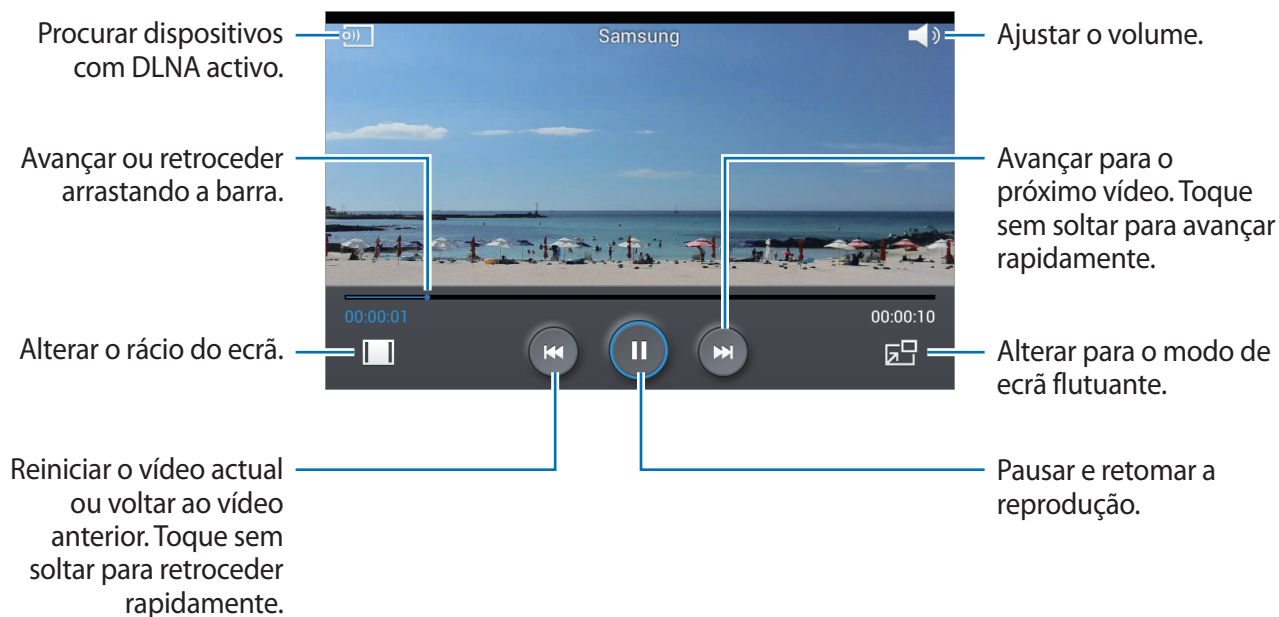 Procurar dispositivos
com DLNA activo.
Samsung
Ajustar o volume.
Avançar ou retroceder
arrastando a barra.
Avançar para o
próximo vídeo. Toque
sem soltar para avançar
rapidamente.
00:00:01
00:00:10
Alterar o rácio do ecrã.
Alterar para o modo de
ecrã flutuante.
Reiniciar o vídeo actual
ou voltar ao vídeo
anterior. Toque sem
soltar para retroceder
rapidamente.
Pausar e retomar a
reprodução.